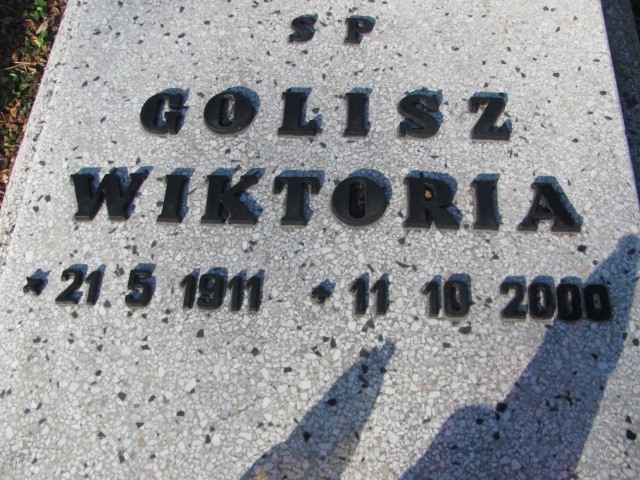 SP
GOLISZ
WIKTORIA
* 21 5 1911 + 11 10 2000